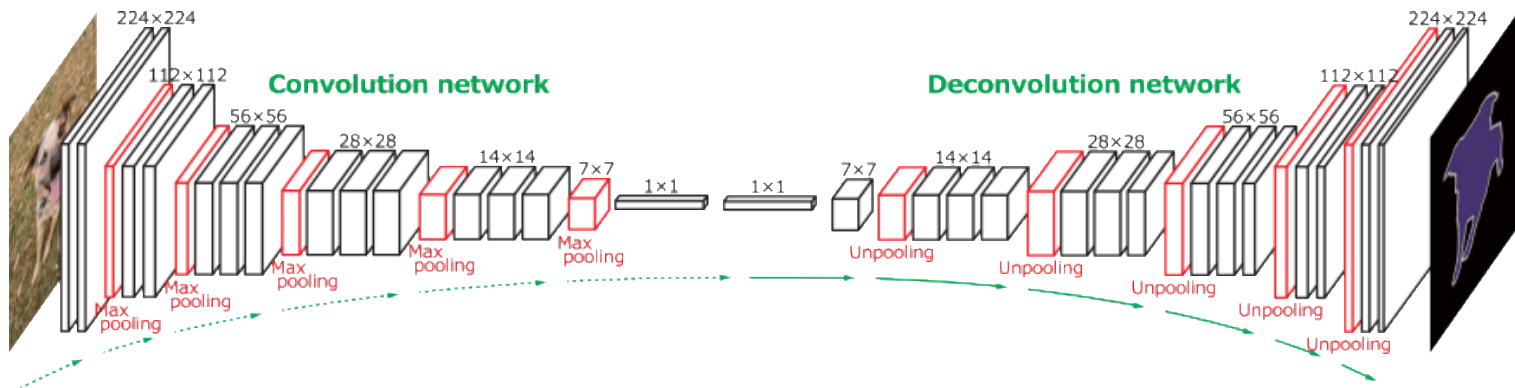 224×224
112×112
Convolution network
56×56
28×28
14×14
7×7
1×1
1×1
Deconvolution network
7×7
14×14
28×28
56×56
112×112
224×224
Max
pooling
Max
pooling
Max
pooling
Max
pooling
Max
pooling
Unpooling
Unpooling
Unpooling
Unpooling
Unpooling